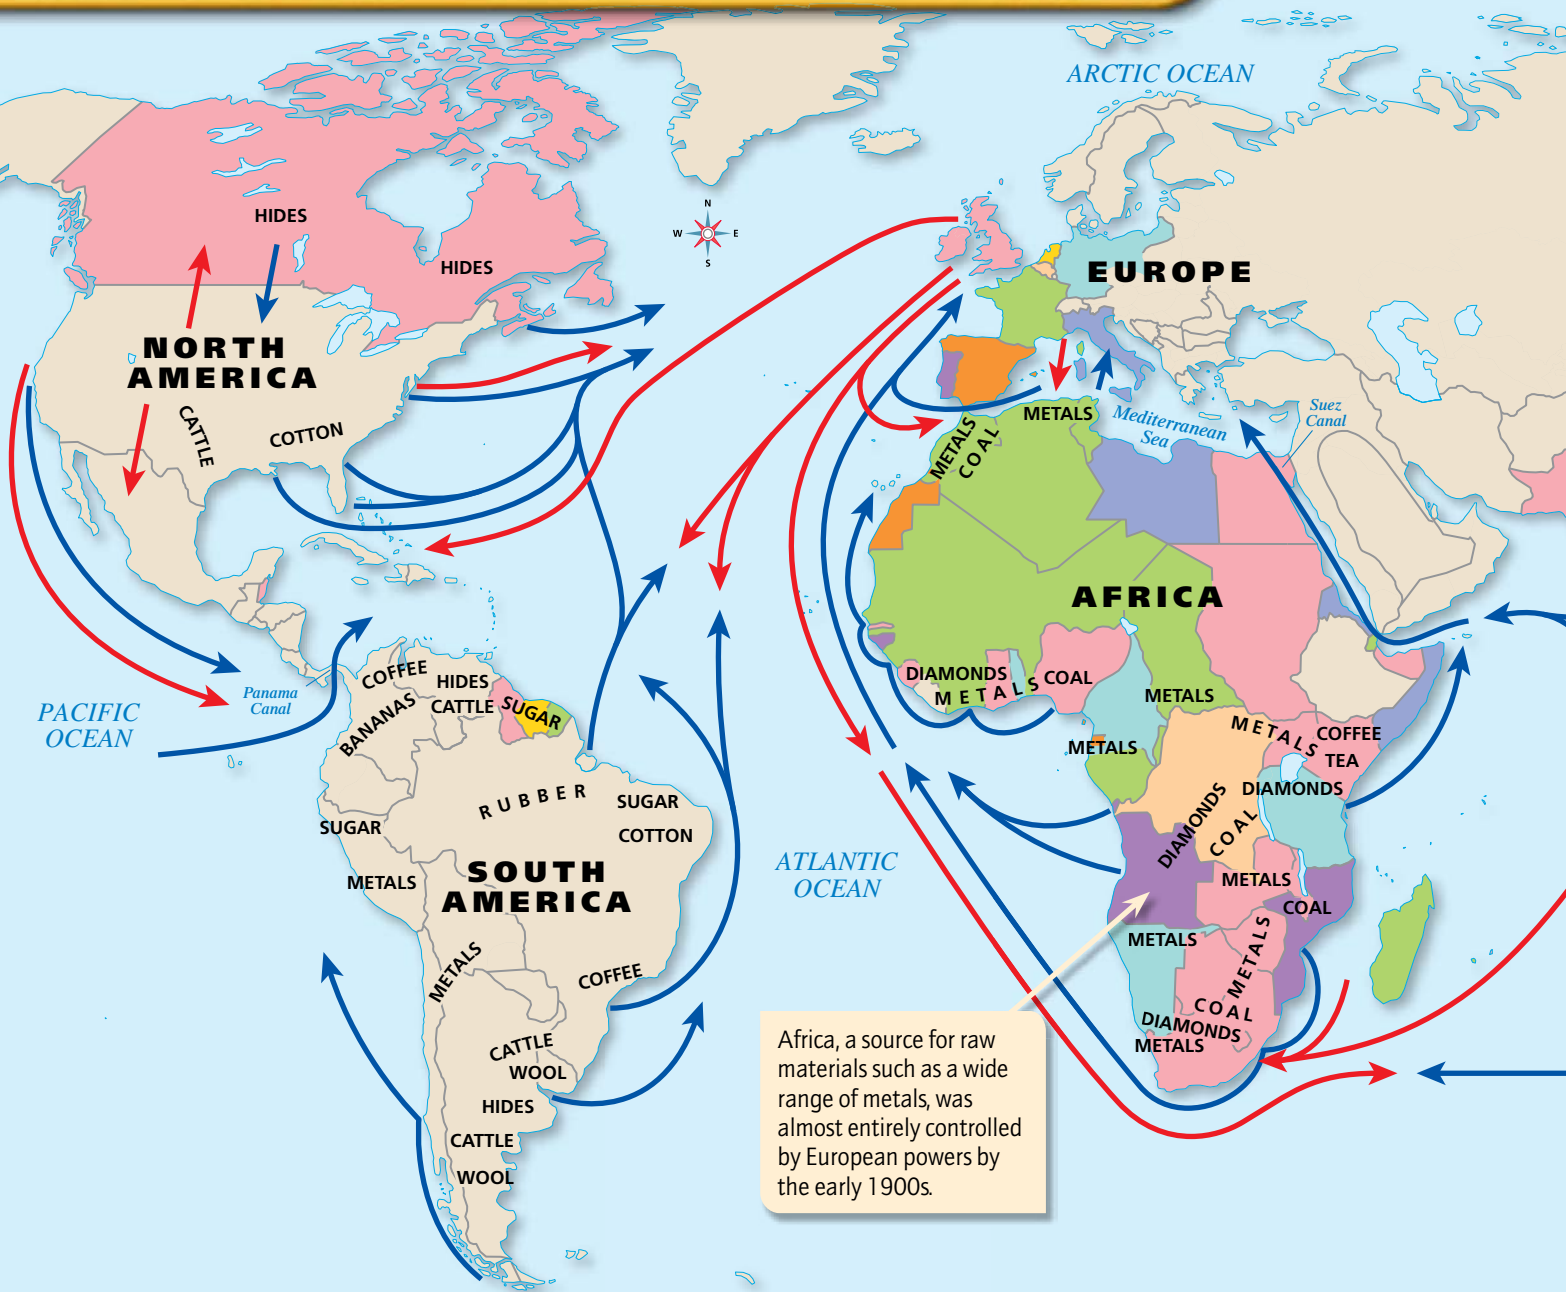 ARCTIC OCEAN
N
W
E
S
HIDES
HIDES
EUROPE
NORTH
AMERICA
CATTLE
COTTON
METALS
METALS
COAL
Mediterranean
Sea
Suez
Canal
AFRICA
PACIFIC
OCEAN
Panama
Canal
COFFEE
HIDES
BANANAS
CATTLE
SUGAR
DIAMONDS
METALS
COAL
METALS
METALS
METALS
COFFEE
TEA
RUBBER
SUGAR
COTTON
SUGAR
METALS
SOUTH
AMERICA
ATLANTIC
OCEAN
DIAMONDS
DIAMONDS
COAL
METALS
COAL
METALS
METALS
COAL
DIAMONDS
METALS
METALS
COFFEE
CATTLE
WOOL
HIDES
CATTLE
WOOL
Africa, a source for raw
materials such as a wide
range of metals, was
almost entirely controlled
by European powers by
the early 1900s.